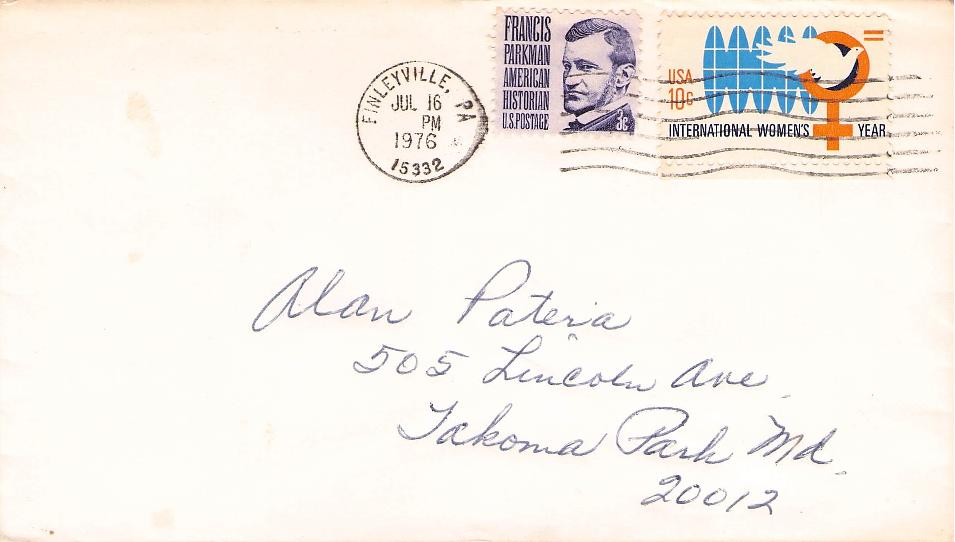 FINLEYVILLE, PA
JUL 16
PM
1976
15332
FRANCIS
PARKMAN
AMERICAN
HISTORIAN
U.S.POSTAGE
3c
USA
10c
INTERNATIONAL WOMEN'S YEAR
Alan Patera
505 Lincoln Ave.
Takoma Park Md.
20012